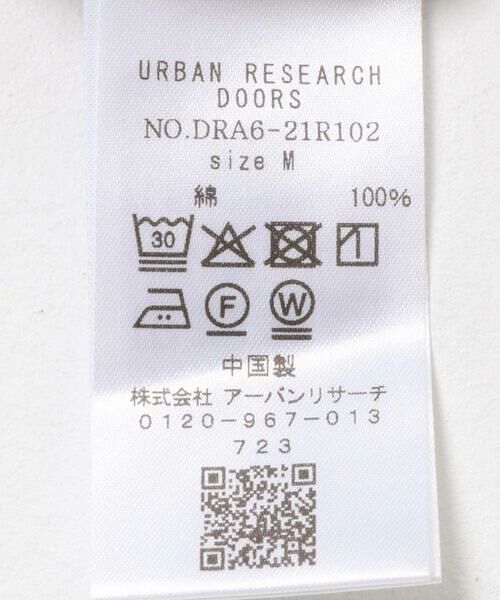 URBAN RESEARCH
DOORS
NO.DRA6-21R102
size M
綿 100%
30
F W
中国製
株式会社 アーバンリサーチ
0120-967-013
723